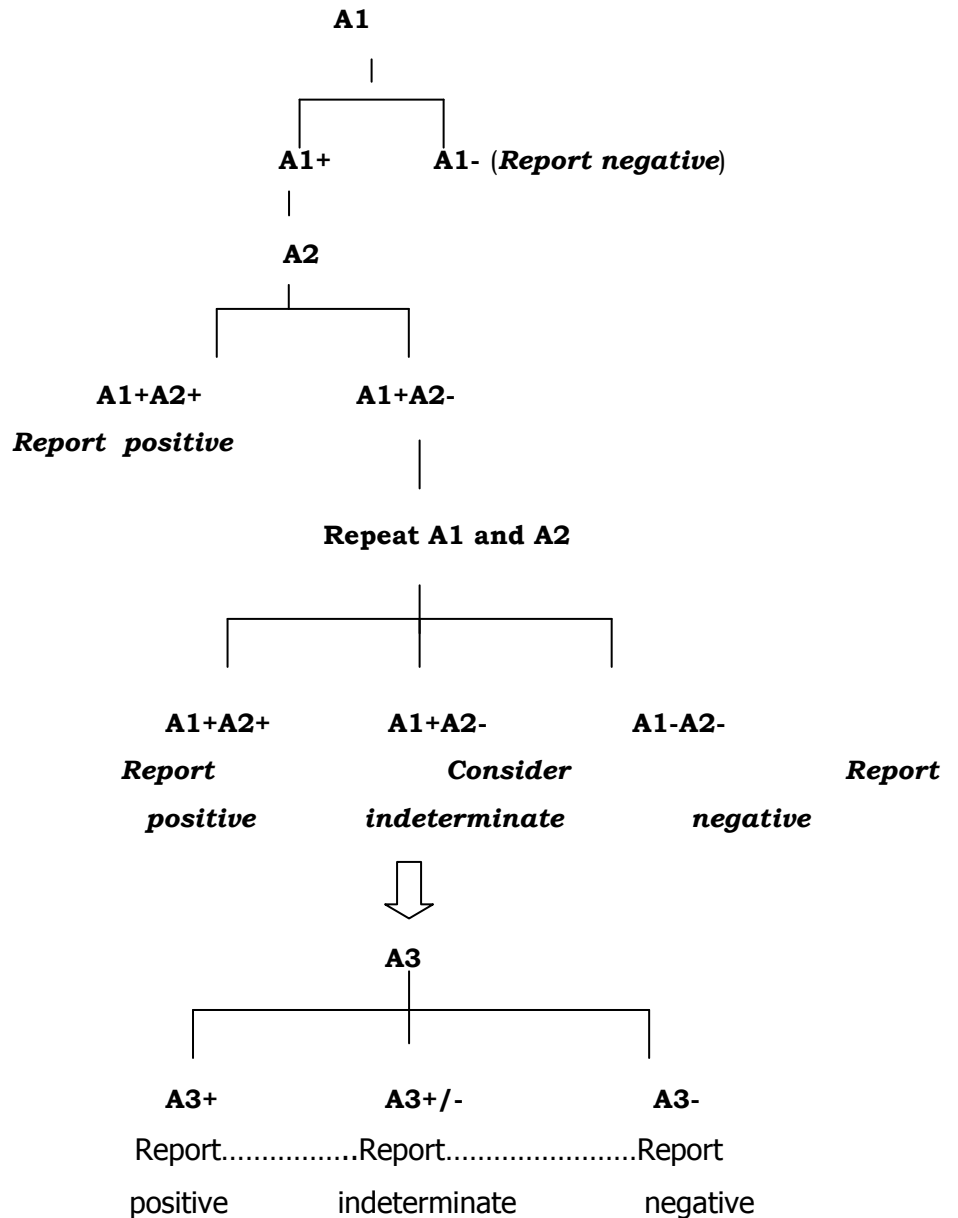 A1
A1+ A1- (Report negative)
A2
A1+A2+ A1+A2-
Report positive
Repeat A1 and A2
A1+A2+ A1+A2- A1-A2-
Report Consider Report
positive indeterminate negative
A3
A3+ A3+/- A3-
Report………………Report……………………Report
positive indeterminate negative